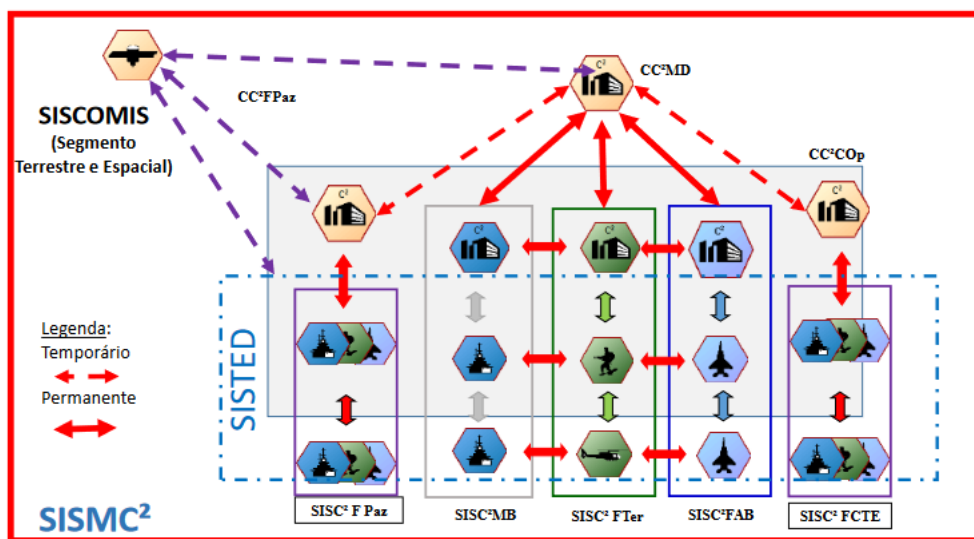 C²
CC²MD
CC²FPaz
SISCOMIS
(Segmento
Terrestre e Espacial)
CC²COp
C²
C²
C²
C²
C²
Legenda:
Temporário
Permanente
SISTED
SISC² F Paz
SISC²MB
SISC² FTer
SISC²FAB
SISC² FCTE
SISMC²